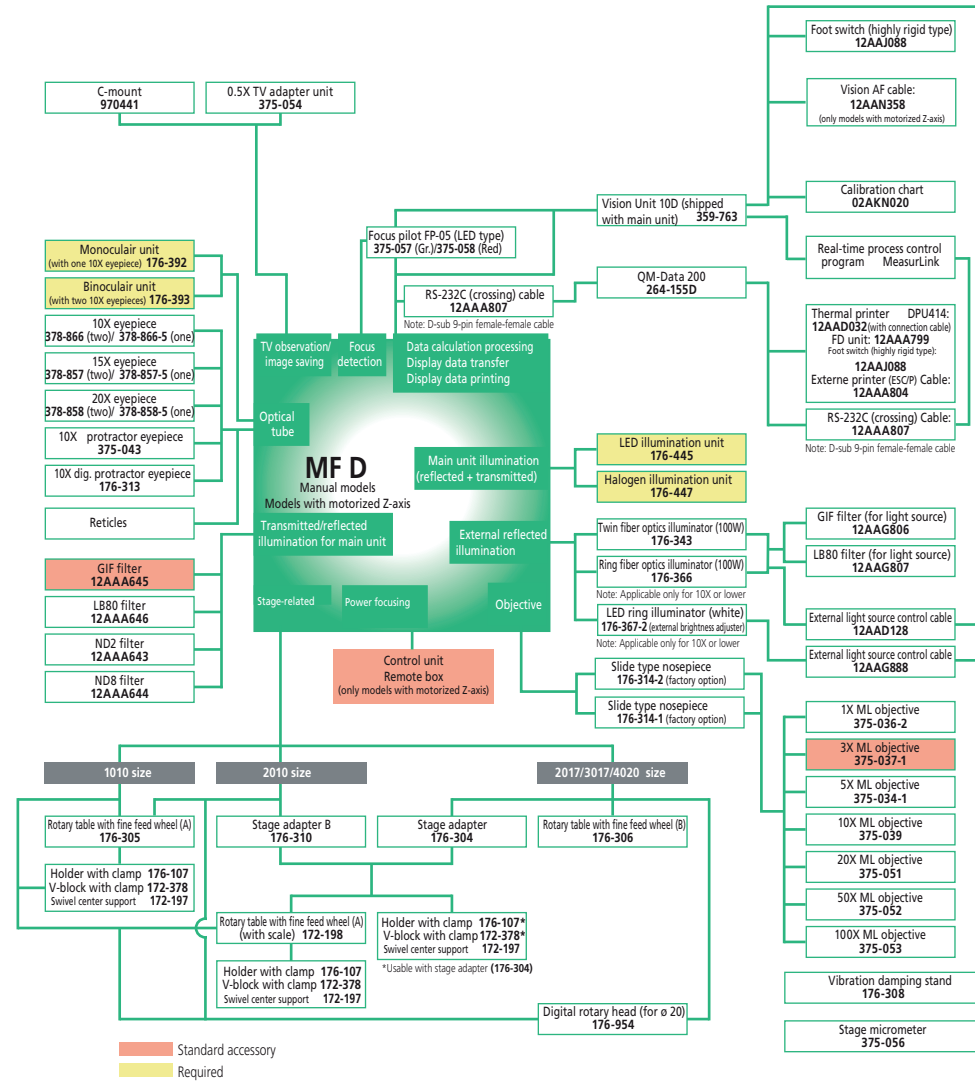 Foot switch (highly rigid type)
12AAJ088
C-mount
970441
0.5X TV adapter unit
375-054
Vision AF cable:
12AAN358
(only models with motorized Z-axis)
Vision Unit 10D (shipped
with main unit) 359-763
Calibration chart
02AKN020
Focus pilot FP-05 (LED type)
375-057 (Gr.)/375-058 (Red)
Real-time process control
program MeasurLink
Monoculair unit
(with one 10X eyepiece) 176-392
Binoculair unit
(with two 10X eyepieces) 176-393
10X eyepiece
378-866 (two)/ 378-866-5 (one)
15X eyepiece
378-857 (two)/ 378-857-5 (one)
20X eyepiece
378-858 (two)/ 378-858-5 (one)
10X protractor eyepiece
375-043
10X dig. protractor eyepiece
176-313
Reticles
RS-232C (crossing) cable
12AAA807
Note: D-sub 9-pin female-female cable
QM-Data 200
264-155D
Thermal printer DPU414:
12AAD032 (with connection cable)
FD unit: 12AAA799
Foot switch (highly rigid type):
12AAJ088
Externe printer (ESC/P) Cable:
12AAA804
RS-232C (crossing) Cable:
12AAA807
Note: D-sub 9-pin female-female cable
TV observation/
image saving
Focus
detection
Data calculation processing
Display data transfer
Display data printing
Optical
tube
MF D
Manual models
Models with motorized Z-axis
Main unit illumination
(reflected + transmitted)
Transmitted/reflected
illumination for main unit
External reflected
illumination
Stage-related
Power focusing
Objective
LED illumination unit
176-445
Halogen illumination unit
176-447
Twin fiber optics illuminator (100W)
176-343
Ring fiber optics illuminator (100W)
176-366
Note: Applicable only for 10X or lower
LED ring illuminator (white)
176-367-2 (external brightness adjuster)
Note: Applicable only for 10X or lower
GIF filter (for light source)
12AAG806
LB80 filter (for light source)
12AAG807
External light source control cable
12AAD128
External light source control cable
12AAG888
GIF filter
12AAA645
LB80 filter
12AAA646
ND2 filter
12AAA643
ND8 filter
12AAA644
Control unit
Remote box
(only models with motorized Z-axis)
Slide type nosepiece
176-314-2 (factory option)
Slide type nosepiece
176-314-1 (factory option)
1X ML objective
375-036-2
3X ML objective
375-037-1
5X ML objective
375-034-1
10X ML objective
375-039
20X ML objective
375-051
50X ML objective
375-052
100X ML objective
375-053
1010 size
2010 size
2017/3017/4020 size
Rotary table with fine feed wheel (A)
176-305
Stage adapter B
176-310
Stage adapter
176-304
Rotary table with fine feed wheel (B)
176-306
Holder with clamp 176-107
V-block with clamp 172-378
Swivel center support 172-197
Rotary table with fine feed wheel (A)
(with scale) 172-198
Holder with clamp 176-107*
V-block with clamp 172-378*
Swivel center support 172-197
*Usable with stage adapter (176-304)
Holder with clamp 176-107
V-block with clamp 172-378
Swivel center support 172-197
Digital rotary head (for ø 20)
176-954
Vibration damping stand
176-308
Stage micrometer
375-056
Standard accessory
Required